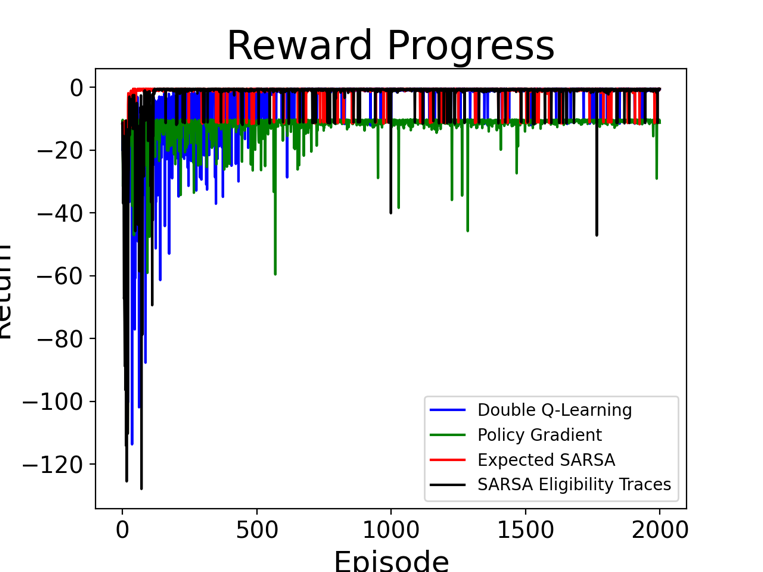 Reward Progress
0
−20
−40
−60
−80
−100
−120
Return
0
500
1000
1500
2000
Episode
Double Q-Learning
Policy Gradient
Expected SARSA
SARSA Eligibility Traces